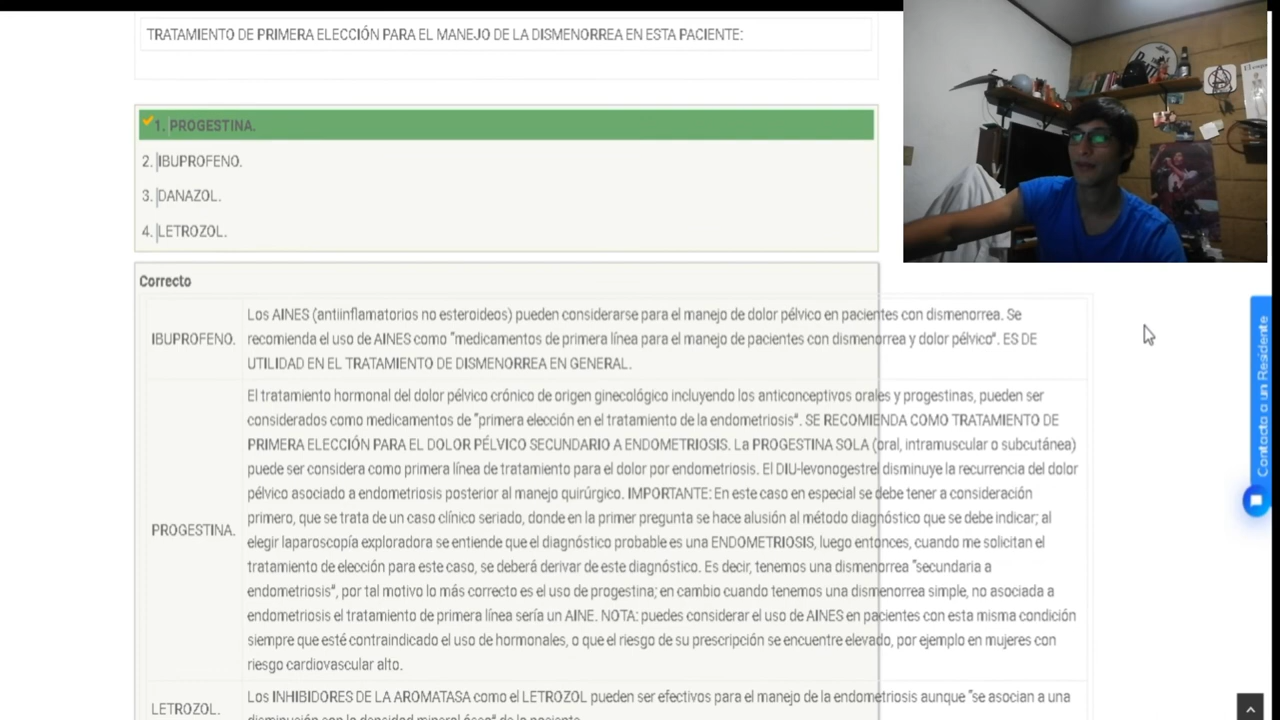 TRATAMIENTO DE PRIMERA ELECCIÓN PARA EL MANEJO DE LA DISMENORREA EN ESTA PACIENTE:
1. PROGESTINA.
2. IBUPROFENO.
3. DANAZOL.
4. LETROZOL.
Correcto
IBUPROFENO.
Los AINES (antiinflamatorios no esteroideos) pueden considerarse para el manejo de dolor pélvico en pacientes con dismenorrea. Se
recomienda el uso de AINES como "medicamentos de primera línea para el manejo de pacientes con dismenorrea y dolor pélvico". ES DE
UTILIDAD EN EL TRATAMIENTO DE DISMENORREA EN GENERAL.
PROGESTINA.
El tratamiento hormonal del dolor pélvico crónico de origen ginecológico incluyendo los anticonceptivos orales y progestinas, pueden ser
considerados como medicamentos de "primera elección en el tratamiento de la endometriosis". SE RECOMIENDA COMO TRATAMIENTO DE
PRIMERA ELECCIÓN PARA EL DOLOR PÉLVICO SECUNDARIO A ENDOMETRIOSIS. La PROGESTINA SOLA (oral, intramuscular o subcutánea)
puede ser considera como primera línea de tratamiento para el dolor por endometriosis. El DIU-levonogestrel disminuye la recurrencia del dolor
pélvico asociado a endometriosis posterior al manejo quirúrgico. IMPORTANTE: En este caso en especial se debe tener a consideración
primero, que se trata de un caso clínico seriado, donde en la primer pregunta se hace alusión al método diagnóstico que se debe indicar; al
elegir laparoscopía exploradora se entiende que el diagnóstico probable es una ENDOMETRIOSIS, luego entonces, cuando me solicitan el
tratamiento de elección para este caso, se deberá derivar de este diagnóstico. Es decir, tenemos una dismenorrea "secundaria a
endometriosis", por tal motivo lo más correcto es el uso de progestina; en cambio cuando tenemos una dismenorrea simple, no asociada a
endometriosis el tratamiento de primera línea sería un AINE. NOTA: puedes considerar el uso de AINES en pacientes con esta misma condición
siempre que esté contraindicado el uso de hormonales, o que el riesgo de su prescripción se encuentre elevado, por ejemplo en mujeres con
riesgo cardiovascular alto.
LETROZOL.
Los INHIBIDORES DE LA AROMATASA como el LETROZOL pueden ser efectivos para el manejo de la endometriosis aunque "se asocian a una
disminución con la densidad mineral ósea" de la paciente.
Contacta a un Residente